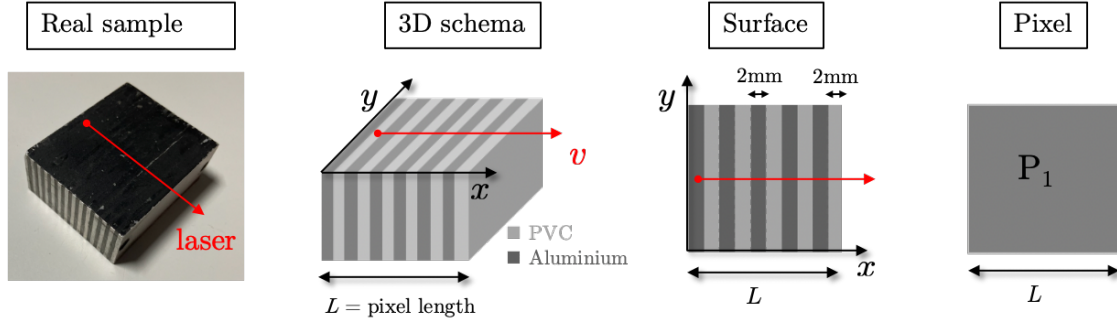 Real sample
3D schema
Surface
Pixel
laser
y
x
v
PVC
Aluminium
L = pixel length
2mm
2mm
y
x
L
P1
L